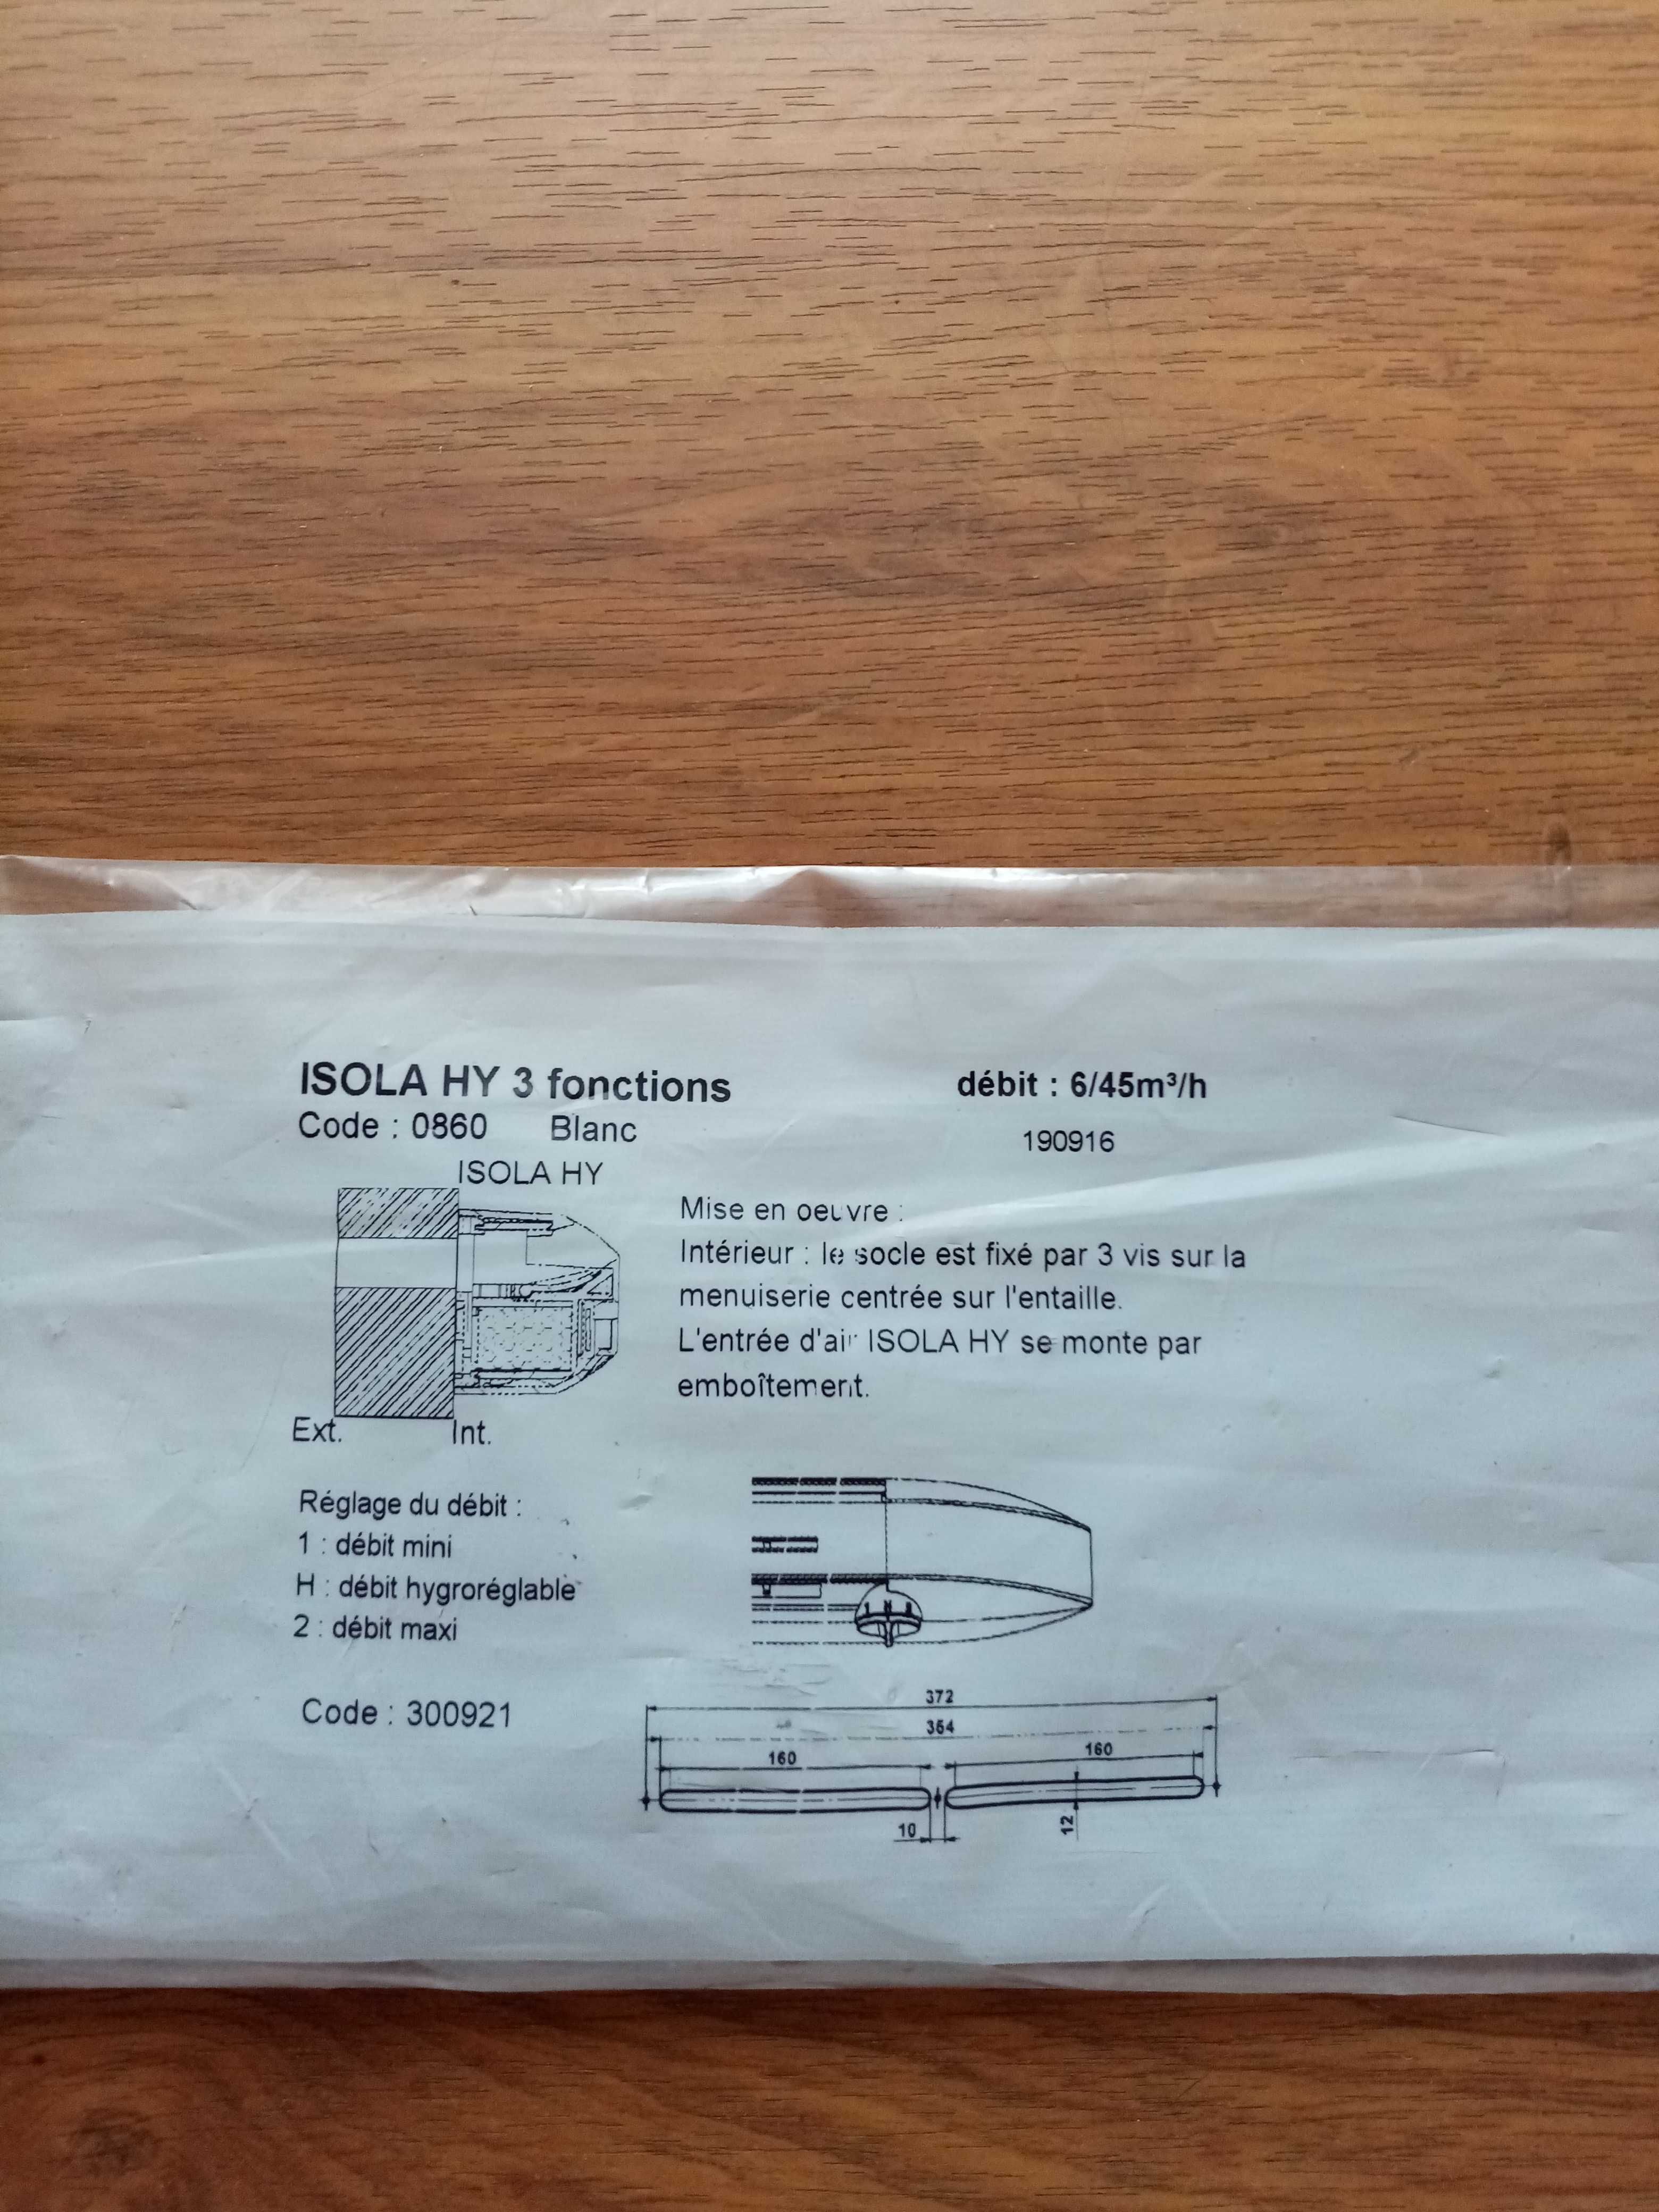 ISOLA HY 3 fonctions
débit : 6/45m³/h
Code : 0860 Blanc
190916
ISOLA HY
Mise en oeuvre :
Intérieur : le socle est fixé par 3 vis sur la
menuiserie centrée sur l'entaille.
L'entrée d'air ISOLA HY se monte par
emboîtement.
Ext. Int.
Réglage du débit :
1 : débit mini
H : débit hygroréglable
2 : débit maxi
1 H 2
Code : 300921
372
354
160 160
10
12